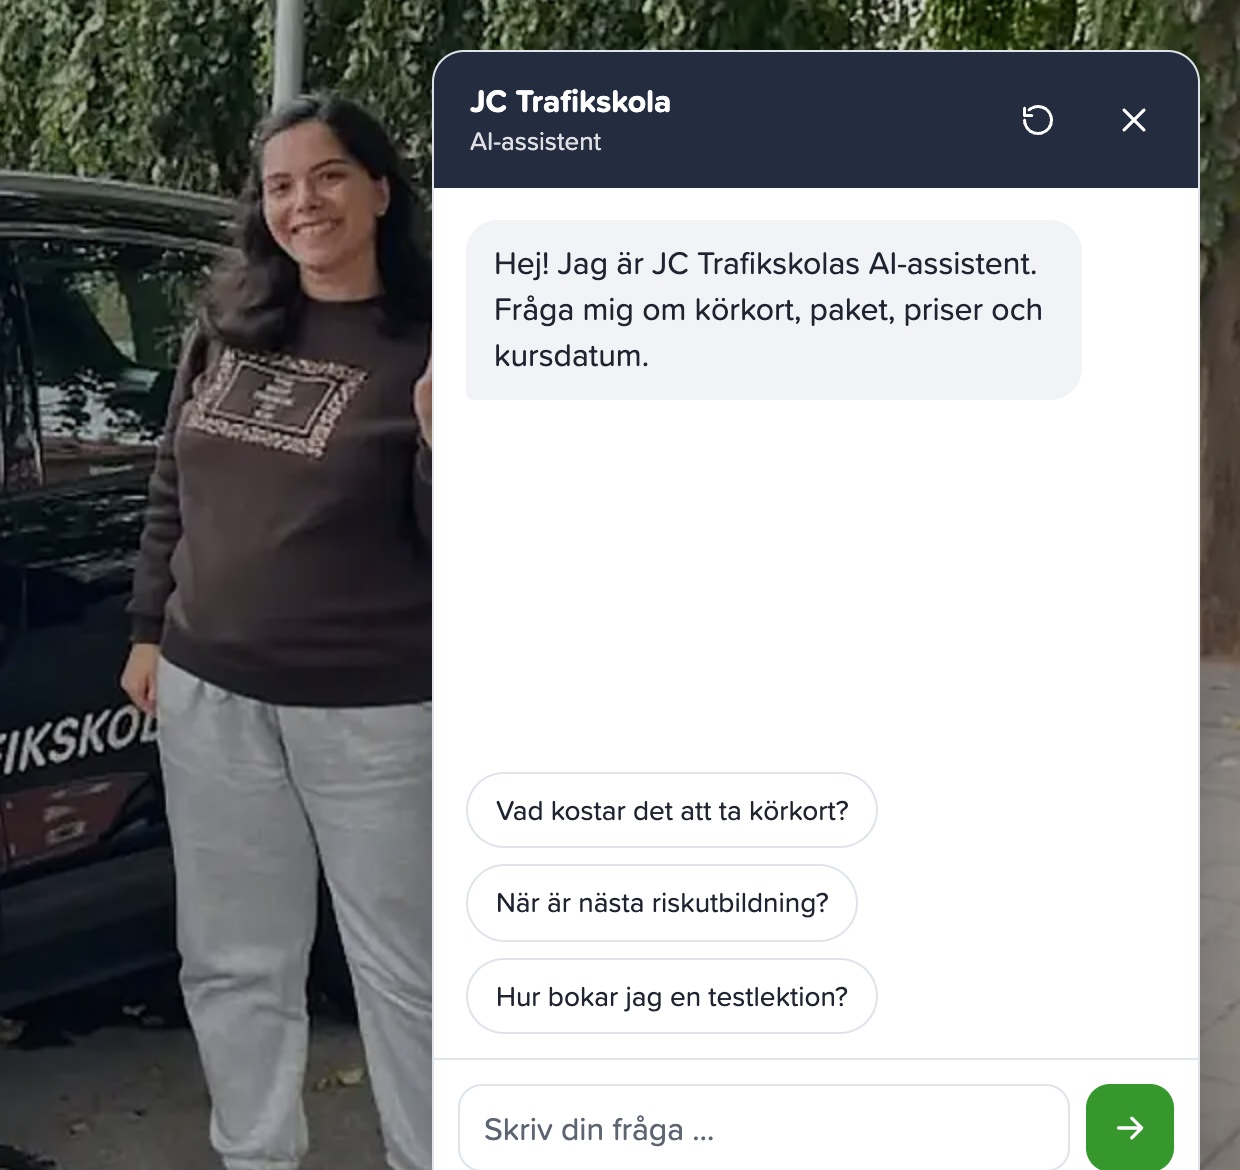 JC Trafikskola
AI-assistent
Hej! Jag är JC Trafikskolas AI-assistent.
Fråga mig om körkort, paket, priser och
kursdatum.
FIKSKOL
Vad kostar det att ta körkort?
När är nästa riskutbildning?
Hur bokar jag en testlektion?
Skriv din fråga ...